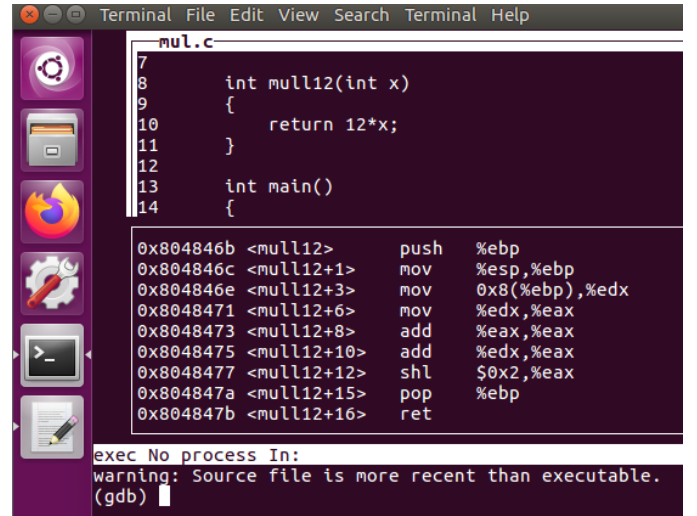 Terminal File Edit View Search Terminal Help
mul.c
7
8 int mull12(int x)
9 {
10 return 12*x;
11 }
12
13 int main()
14 {
0x804846b <mull12> push %ebp
0x804846c <mull12+1> mov %esp,%ebp
0x804846e <mull12+3> mov 0x8(%ebp),%edx
0x8048471 <mull12+6> mov %edx,%eax
0x8048473 <mull12+8> add %eax,%eax
0x8048475 <mull12+10> add %edx,%eax
0x8048477 <mull12+12> shl $0x2,%eax
0x804847a <mull12+15> pop %ebp
0x804847b <mull12+16> ret
exec No process In:
warning: Source file is more recent than executable.
(gdb)